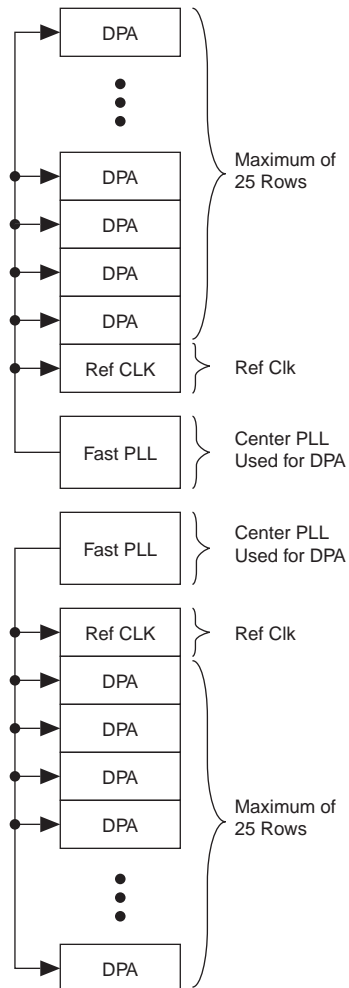 DPA
DPA
DPA
DPA
DPA
Maximum of
25 Rows
Ref CLK
Ref Clk
Fast PLL
Center PLL
Used for DPA
Fast PLL
Center PLL
Used for DPA
Ref CLK
Ref Clk
DPA
DPA
DPA
DPA
Maximum of
25 Rows
DPA